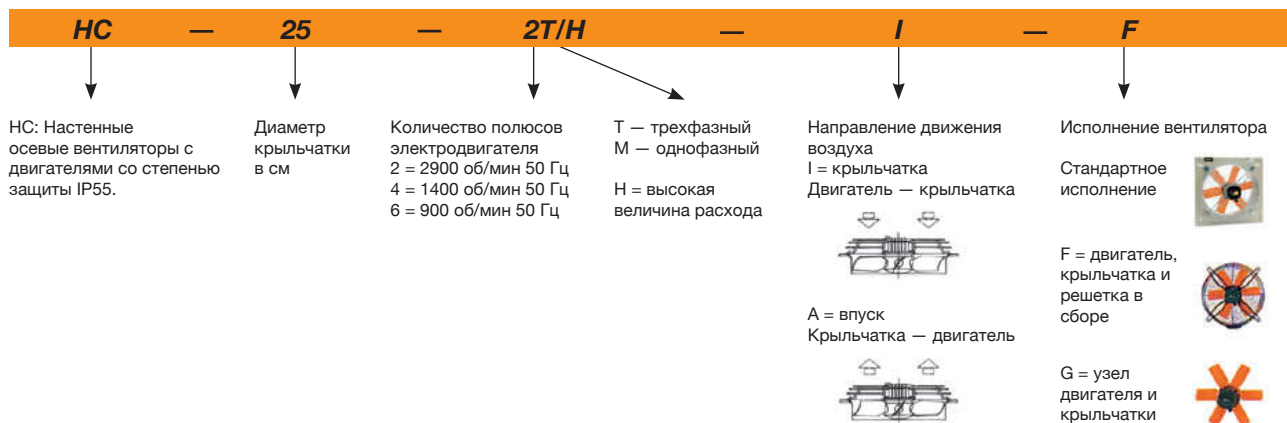 HC — 25 — 2T/H — I — F
HC: Настенные
осевые вентиляторы с
двигателями со степенью
защиты IP55.
Диаметр
крыльчатки
в см
Количество полюсов
электродвигателя
2 = 2900 об/мин 50 Гц
4 = 1400 об/мин 50 Гц
6 = 900 об/мин 50 Гц
T — трехфазный
M — однофазный
H = высокая
величина расхода
Направление движения
воздуха
I = крыльчатка
Двигатель — крыльчатка
A = впуск
Крыльчатка — двигатель
Исполнение вентилятора
Стандартное
исполнение
F = двигатель,
крыльчатка и
решетка в
сборе
G = узел
двигателя и
крыльчатки